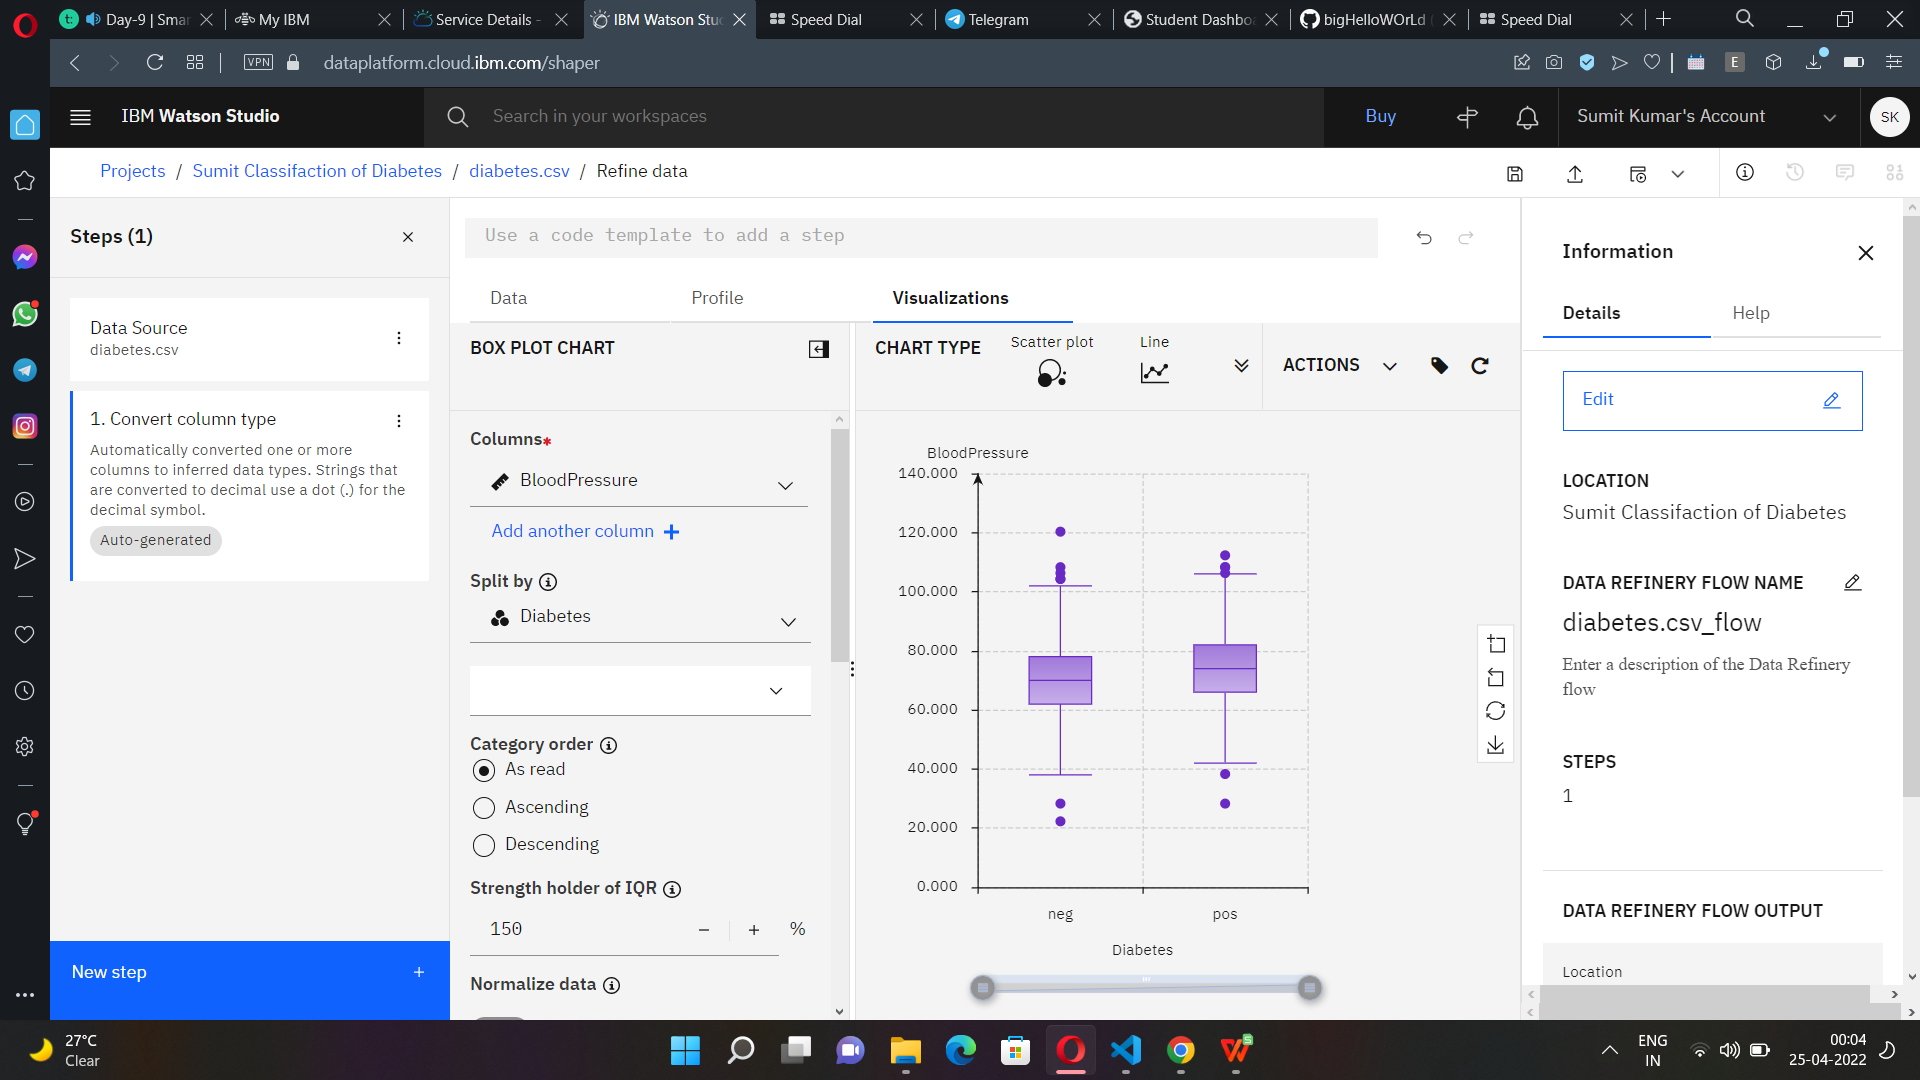 Day-9 | Smar
My IBM
Service Details -
IBM Watson Stu
Speed Dial
Telegram
Student Dashbo
bigHelloWOrLd (
Speed Dial
VPN
dataplatform.cloud.ibm.com/shaper
E
IBM Watson Studio
Search in your workspaces
Buy
Sumit Kumar's Account
SK
Projects / Sumit Classifaction of Diabetes / diabetes.csv / Refine data
Steps (1)
Data Source
diabetes.csv
1. Convert column type
Automatically converted one or more
columns to inferred data types. Strings that
are converted to decimal use a dot (.) for the
decimal symbol.
Auto-generated
New step +
Use a code template to add a step
Data
Profile
Visualizations
BOX PLOT CHART
Columns*
BloodPressure
Add another column +
Split by
Diabetes
Category order
As read
Ascending
Descending
Strength holder of IQR
150 − + %
Normalize data
CHART TYPE
Scatter plot
Line
ACTIONS
BloodPressure
140.000
120.000
100.000
80.000
60.000
40.000
20.000
0.000
neg
pos
Diabetes
Information
Details
Help
Edit
LOCATION
Sumit Classifaction of Diabetes
DATA REFINERY FLOW NAME
diabetes.csv_flow
Enter a description of the Data Refinery
flow
STEPS
1
DATA REFINERY FLOW OUTPUT
Location
27°C
Clear
ENG
IN
00:04
25-04-2022